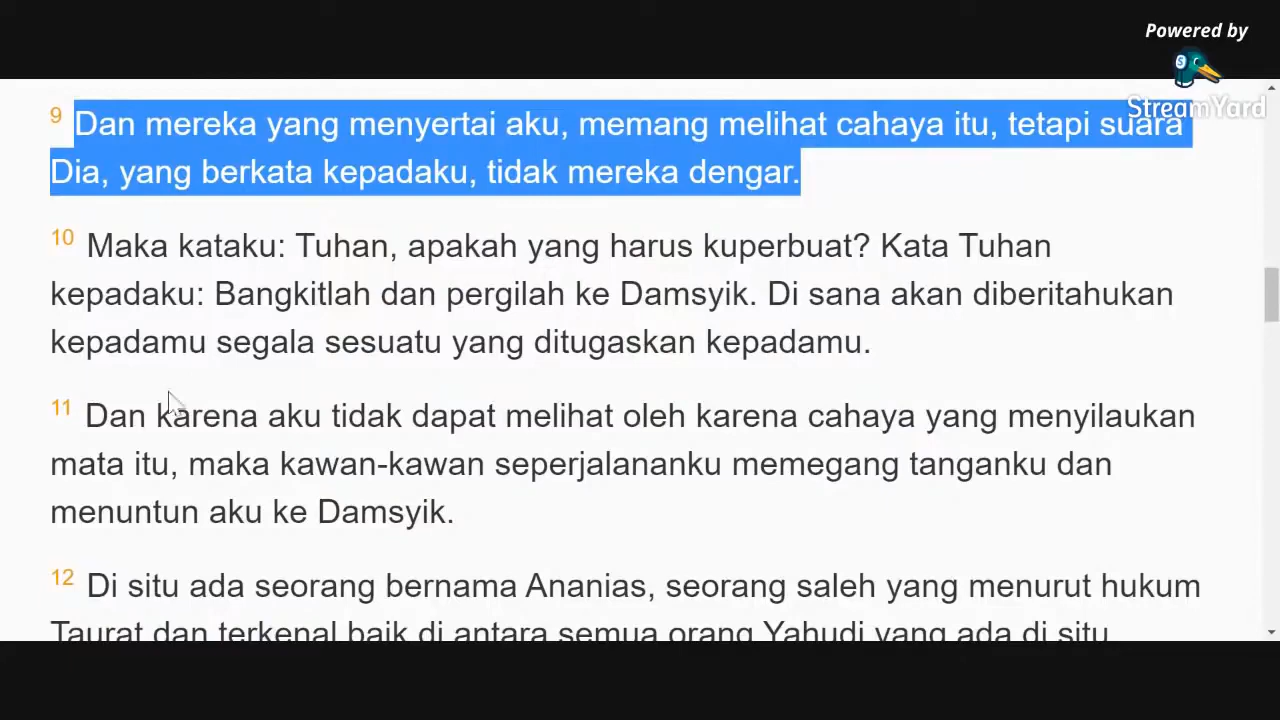 Powered by
StreamYard
9 Dan mereka yang menyertai aku, memang melihat cahaya itu, tetapi suara
Dia, yang berkata kepadaku, tidak mereka dengar.
10 Maka kataku: Tuhan, apakah yang harus kuperbuat? Kata Tuhan
kepadaku: Bangkitlah dan pergilah ke Damsyik. Di sana akan diberitahukan
kepadamu segala sesuatu yang ditugaskan kepadamu.
11 Dan karena aku tidak dapat melihat oleh karena cahaya yang menyilaukan
mata itu, maka kawan-kawan seperjalananku memegang tanganku dan
menuntun aku ke Damsyik.
12 Di situ ada seorang bernama Ananias, seorang saleh yang menurut hukum
Taurat dan terkenal baik di antara semua orang Yahudi yang ada di situ